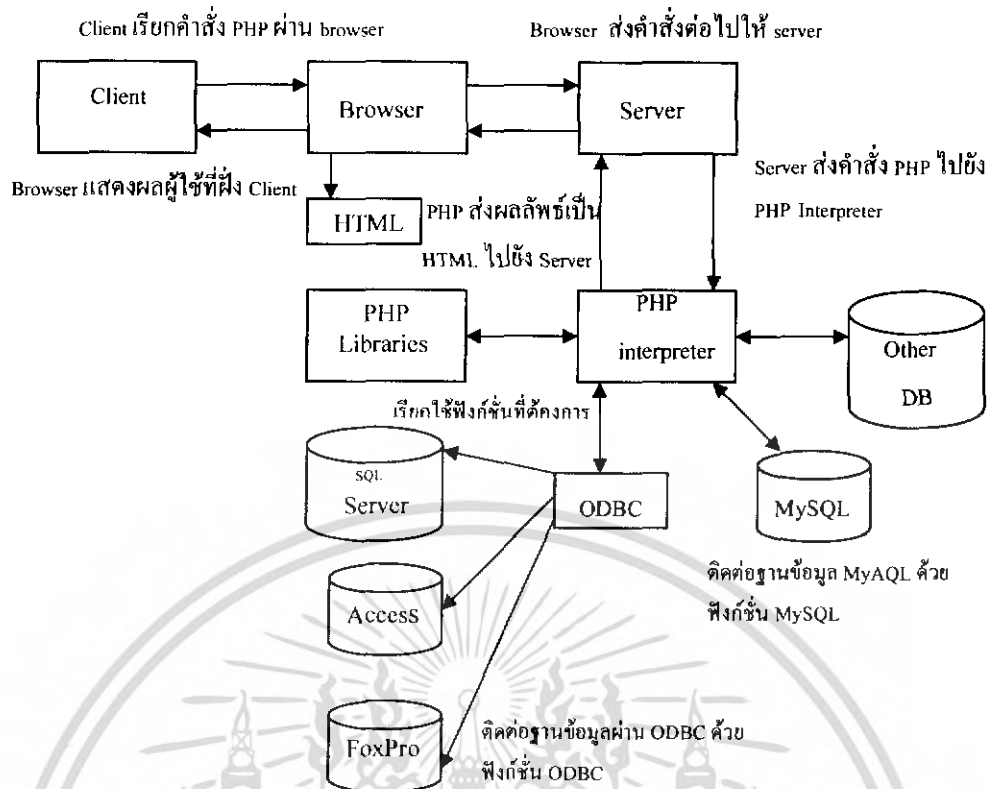 Client เรียกคำสั่ง PHP ผ่าน browser
Browser ส่งคำสั่งต่อไปให้ server
Client
Browser
Server
Browser แสดงผลผู้ใช้ที่ฝั่ง Client
Server ส่งคำสั่ง PHP ไปยัง
PHP Interpreter
HTML
PHP ส่งผลลัพธ์เป็น
HTML ไปยัง Server
PHP
Libraries
PHP
interpreter
Other
DB
เรียกใช้ฟังก์ชั่นที่ต้องการ
SQL
Server
ODBC
MySQL
ติดต่อฐานข้อมูล MyAQL ด้วย
ฟังก์ชั่น MySQL
Access
FoxPro
ติดต่อฐานข้อมูลผ่าน ODBC ด้วย
ฟังก์ชั่น ODBC